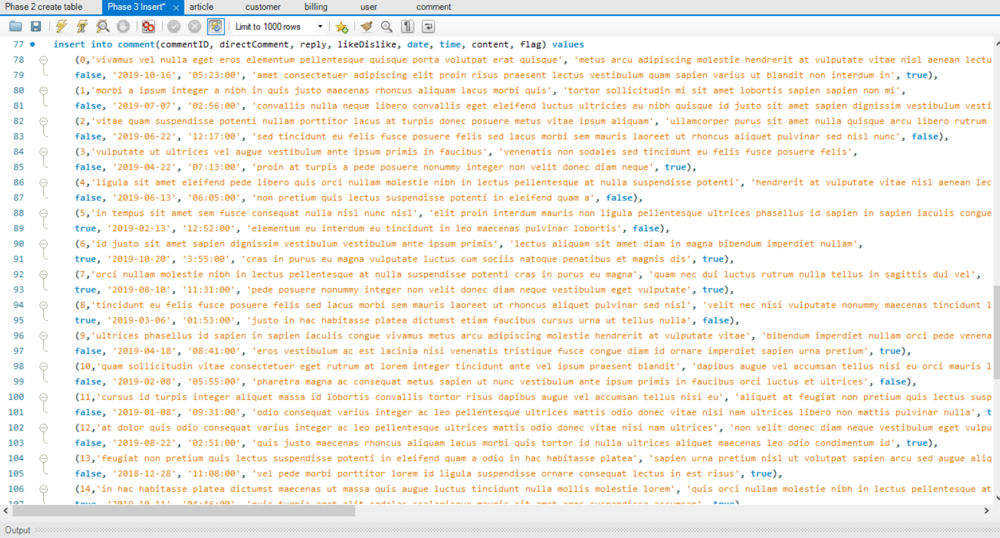 Phase 2 create table Phase 3 Insert* × article customer billing user comment
Limit to 1000 rows
77 insert into comment(commentID, directComment, reply, likeDislike, date, time, content, flag) values
78 (0,'vivamus vel nulla eget eros elementum pellentesque quisque porta volutpat erat quisque', 'metus arcu adipiscing molestie hendrerit at vulputate vitae nisl aenean lectu
79 false, '2019-10-16', '05:23:00', 'amet consectetuer adipiscing elit proin risus praesent lectus vestibulum quam sapien varius ut blandit non interdum in', true),
80 (1,'morbi a ipsum integer a nibh in quis justo maecenas rhoncus aliquam lacus morbi quis', 'tortor sollicitudin mi sit amet lobortis sapien sapien non mi',
81 false, '2019-07-07', '02:56:00', 'convallis nulla neque libero convallis eget eleifend luctus ultricies eu nibh quisque id justo sit amet sapien dignissim vestibulum vesti
82 (2,'vitae quam suspendisse potenti nullam porttitor lacus at turpis donec posuere metus vitae ipsum aliquam', 'ullamcorper purus sit amet nulla quisque arcu libero rutrum
83 false, '2019-06-22', '12:17:00', 'sed tincidunt eu felis fusce posuere felis sed lacus morbi sem mauris laoreet ut rhoncus aliquet pulvinar sed nisl nunc', false),
84 (3,'vulputate ut ultrices vel augue vestibulum ante ipsum primis in faucibus', 'venenatis non sodales sed tincidunt eu felis fusce posuere felis',
85 false, '2019-04-22', '07:13:00', 'proin at turpis a pede posuere nonummy integer non velit donec diam neque', true),
86 (4,'ligula sit amet eleifend pede libero quis orci nullam molestie nibh in lectus pellentesque at nulla suspendisse potenti', 'hendrerit at vulputate vitae nisl aenean lec
87 false, '2019-06-13', '06:05:00', 'non pretium quis lectus suspendisse potenti in eleifend quam a', false),
88 (5,'in tempus sit amet sem fusce consequat nulla nisl nunc nisl', 'elit proin interdum mauris non ligula pellentesque ultrices phasellus id sapien in sapien iaculis congue
89 true, '2019-02-13', '12:52:00', 'elementum eu interdum eu tincidunt in leo maecenas pulvinar lobortis', false),
90 (6,'id justo sit amet sapien dignissim vestibulum vestibulum ante ipsum primis', 'lectus aliquam sit amet diam in magna bibendum imperdiet nullam',
91 true, '2019-10-20', '3:55:00', 'cras in purus eu magna vulputate luctus cum sociis natoque penatibus et magnis dis', true),
92 (7,'orci nullam molestie nibh in lectus pellentesque at nulla suspendisse potenti cras in purus eu magna', 'quam nec dui luctus rutrum nulla tellus in sagittis dui vel',
93 true, '2019-08-10', '11:31:00', 'pede posuere nonummy integer non velit donec diam neque vestibulum eget vulputate', true),
94 (8,'tincidunt eu felis fusce posuere felis sed lacus morbi sem mauris laoreet ut rhoncus aliquet pulvinar sed nisl', 'velit nec nisi vulputate nonummy maecenas tincidunt l
95 true, '2019-03-06', '01:53:00', 'justo in hac habitasse platea dictumst etiam faucibus cursus urna ut tellus nulla', false),
96 (9,'ultrices phasellus id sapien in sapien iaculis congue vivamus metus arcu adipiscing molestie hendrerit at vulputate vitae', 'bibendum imperdiet nullam orci pede venena
97 false, '2019-04-18', '08:41:00', 'eros vestibulum ac est lacinia nisi venenatis tristique fusce congue diam id ornare imperdiet sapien urna pretium', true),
98 (10,'quam sollicitudin vitae consectetuer eget rutrum at lorem integer tincidunt ante vel ipsum praesent blandit', 'dapibus augue vel accumsan tellus nisi eu orci mauris l
99 false, '2019-02-08', '05:55:00', 'pharetra magna ac consequat metus sapien ut nunc vestibulum ante ipsum primis in faucibus orci luctus et ultrices', false),
100 (11,'cursus id turpis integer aliquet massa id lobortis convallis tortor risus dapibus augue vel accumsan tellus nisi eu', 'aliquet at feugiat non pretium quis lectus susp
101 false, '2019-01-08', '09:31:00', 'odio consequat varius integer ac leo pellentesque ultrices mattis odio donec vitae nisi nam ultrices libero non mattis pulvinar nulla', t
102 (12,'at dolor quis odio consequat varius integer ac leo pellentesque ultrices mattis odio donec vitae nisi nam ultrices', 'non velit donec diam neque vestibulum eget vulpu
103 false, '2019-08-22', '02:51:00', 'quis justo maecenas rhoncus aliquam lacus morbi quis tortor id nulla ultrices aliquet maecenas leo odio condimentum id', true),
104 (13,'feugiat non pretium quis lectus suspendisse potenti in eleifend quam a odio in hac habitasse platea', 'sapien urna pretium nisl ut volutpat sapien arcu sed augue aliq
105 false, '2018-12-28', '11:08:00', 'vel pede morbi porttitor lorem id ligula suspendisse ornare consequat lectus in est risus', true),
106 (14,'in hac habitasse platea dictumst maecenas ut massa quis augue luctus tincidunt nulla mollis molestie lorem', 'quis orci nullam molestie nibh in lectus pellentesque at
107 true, '2019-10-11', '04:46:00', 'quis turpis eget elit sodales scelerisque mauris sit amet eros suspendisse accumsan', true)
Output